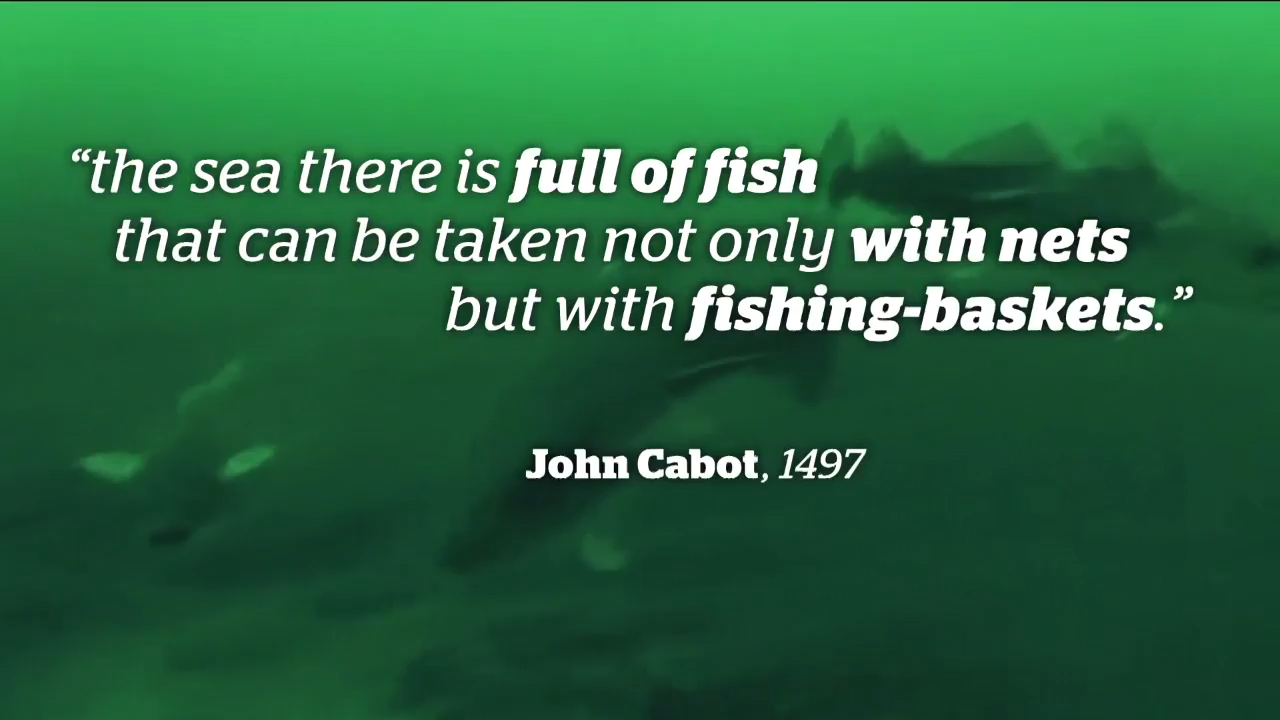 “the sea there is full of fish
that can be taken not only with nets
but with fishing-baskets.”
John Cabot, 1497